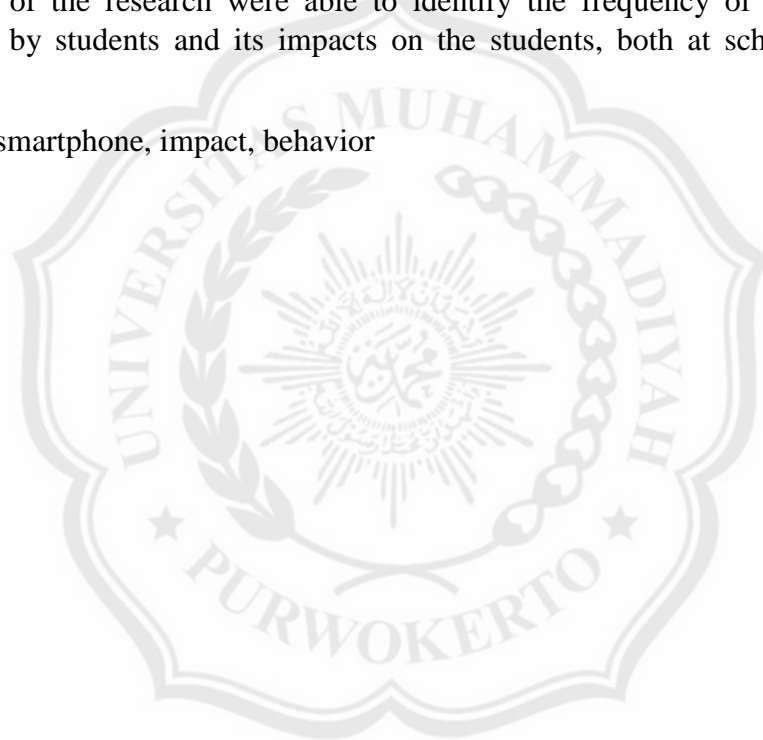 of the research were able to identify the frequency of
by students and its impacts on the students, both at sch
smartphone, impact, behavior
UNIVERSITAS MUHAMMADIYAH
PURWOKERTO